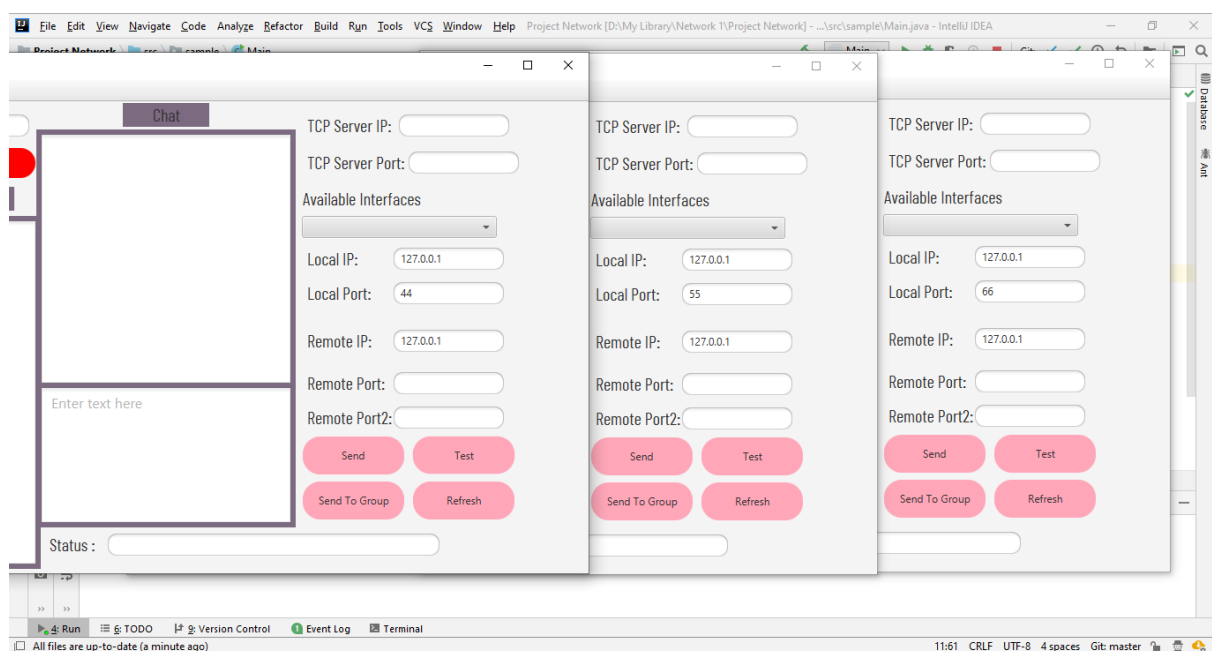 File Edit View Navigate Code Analyze Refactor Build Run Tools VCS Window Help Project Network [D:\My Library\Network 1\Project Network] - ...\src\sample\Main.java - IntelliJ IDEA
Project Network src sample Main
Main
Git:
Chat
Enter text here
Status :
TCP Server IP:
TCP Server Port:
Available Interfaces
Local IP: 127.0.0.1
Local Port: 44
Remote IP: 127.0.0.1
Remote Port:
Remote Port2:
Send Test
Send To Group Refresh
TCP Server IP:
TCP Server Port:
Available Interfaces
Local IP: 127.0.0.1
Local Port: 55
Remote IP: 127.0.0.1
Remote Port:
Remote Port2:
Send Test
Send To Group Refresh
TCP Server IP:
TCP Server Port:
Available Interfaces
Local IP: 127.0.0.1
Local Port: 66
Remote IP: 127.0.0.1
Remote Port:
Remote Port2:
Send Test
Send To Group Refresh
Database
Ant
4: Run 6: TODO 9: Version Control 1 Event Log Terminal
All files are up-to-date (a minute ago) 11:61 CRLF UTF-8 4 spaces Git: master